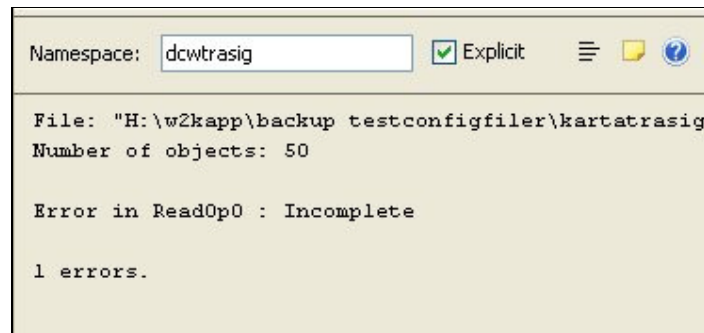 Namespace: dcwtrasig Explicit
File: "H:\w2kapp\backup testconfigfiler\kartatrasig
Number of objects: 50
Error in ReadOp0 : Incomplete
1 errors.